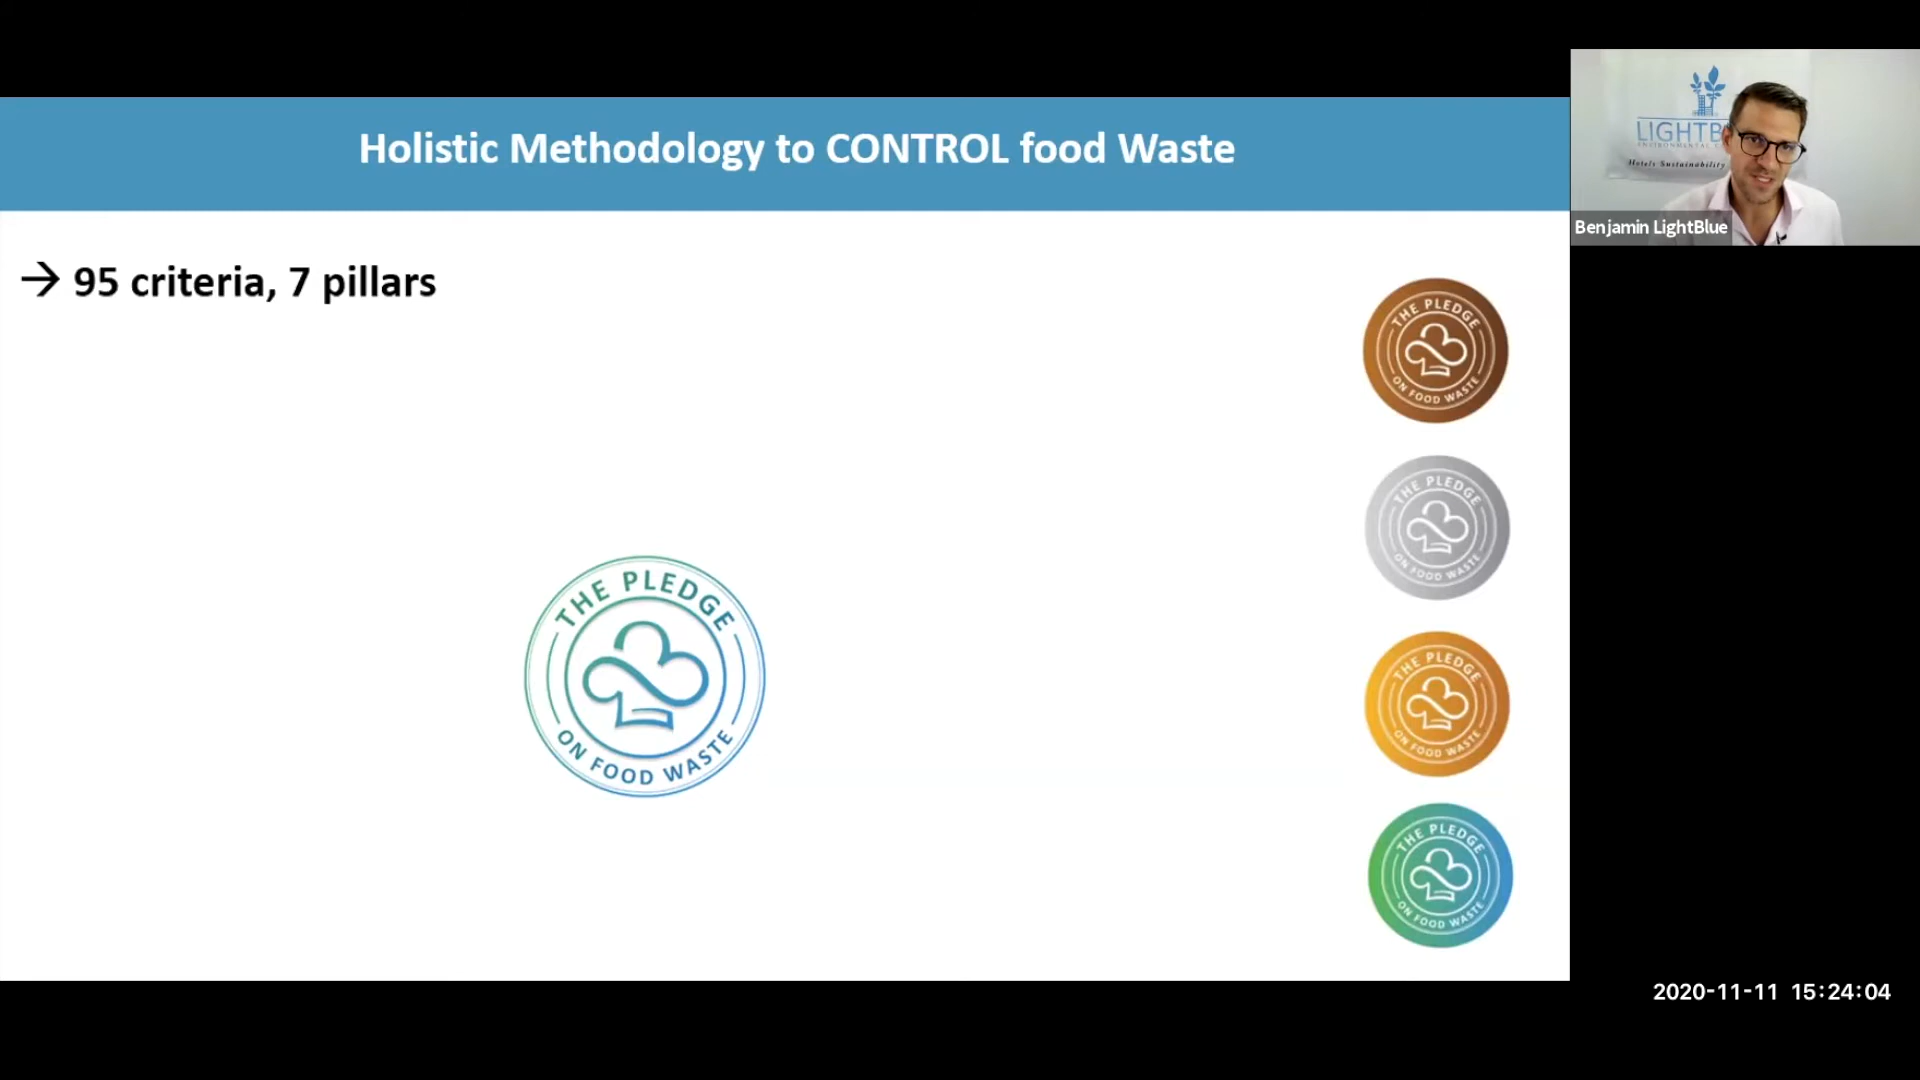 Holistic Methodology to CONTROL food Waste
→ 95 criteria, 7 pillars
THE PLEDGE
ON FOOD WASTE
THE PLEDGE
ON FOOD WASTE
THE PLEDGE
ON FOOD WASTE
THE PLEDGE
ON FOOD WASTE
THE PLEDGE
ON FOOD WASTE
LIGHTB
ENVIRONMENTAL
Hotels Sustainability
Benjamin LightBlue
2020-11-11 15:24:04